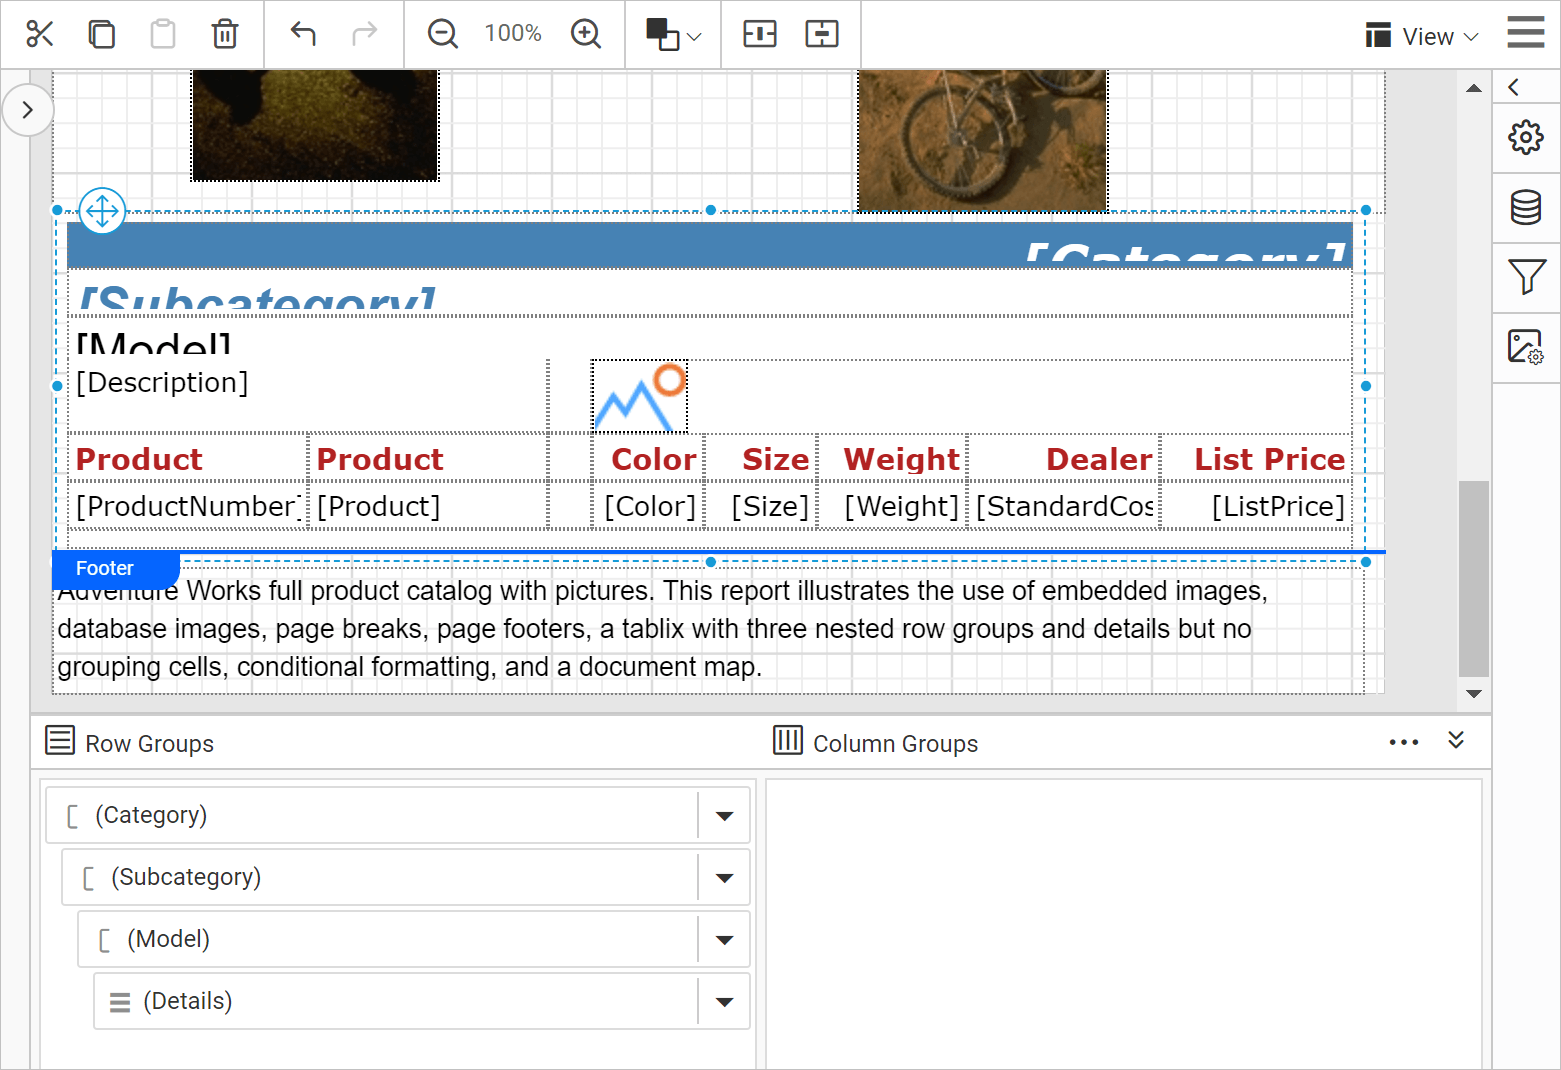 100%
View
[Category]
[Subcategory]
[Model]
[Description]
Product Product Color Size Weight Dealer List Price
[ProductNumber] [Product] [Color] [Size] [Weight] [StandardCos [ListPrice]
Footer
Adventure Works full product catalog with pictures. This report illustrates the use of embedded images,
database images, page breaks, page footers, a tablix with three nested row groups and details but no
grouping cells, conditional formatting, and a document map.
Row Groups
Column Groups
(Category)
(Subcategory)
(Model)
(Details)